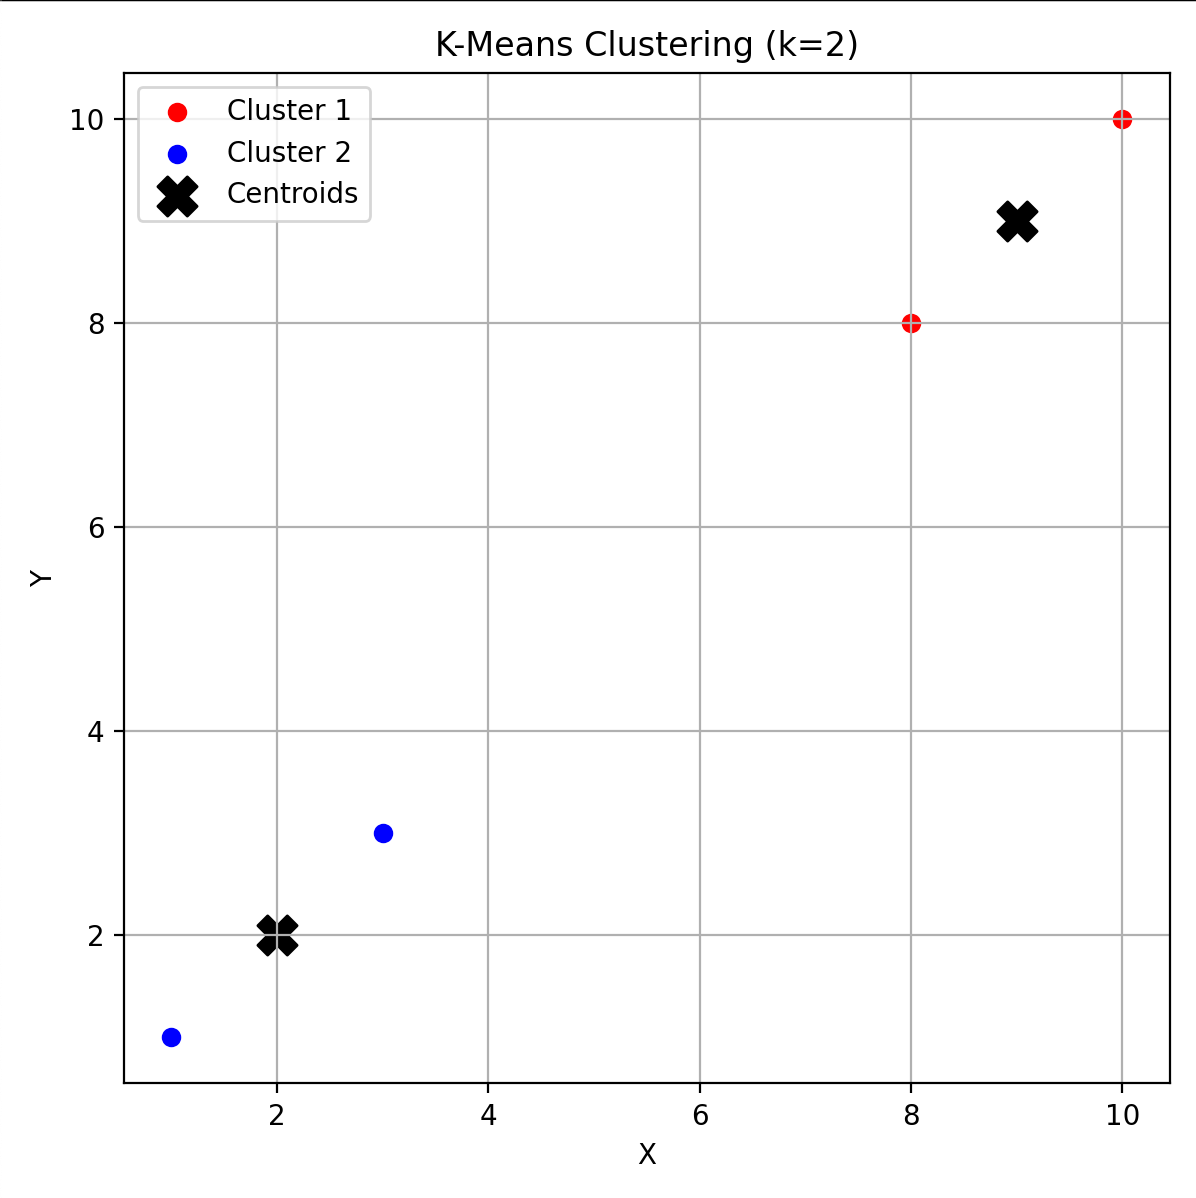 K-Means Clustering (k=2)
Cluster 1
Cluster 2
Centroids
10
8
6
4
2
Y
2 4 6 8 10
X